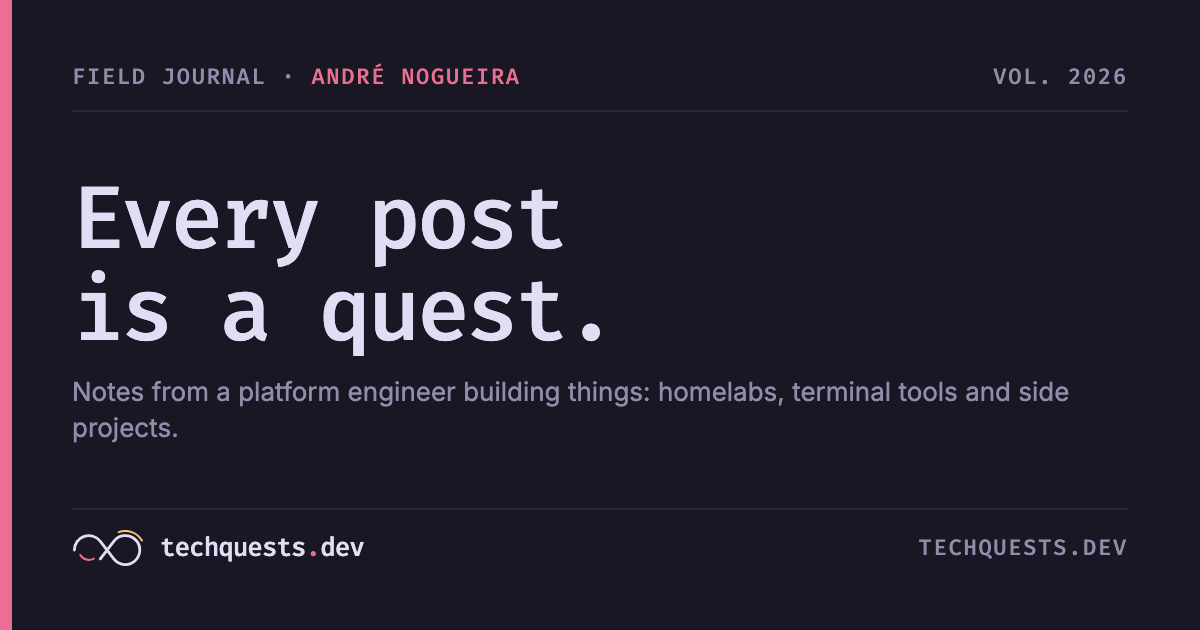 FIELD JOURNAL · ANDRÉ NOGUEIRA
VOL. 2026
Every post
is a quest.
Notes from a platform engineer building things: homelabs, terminal tools and side
projects.
techquests.dev
TECHQUESTS.DEV